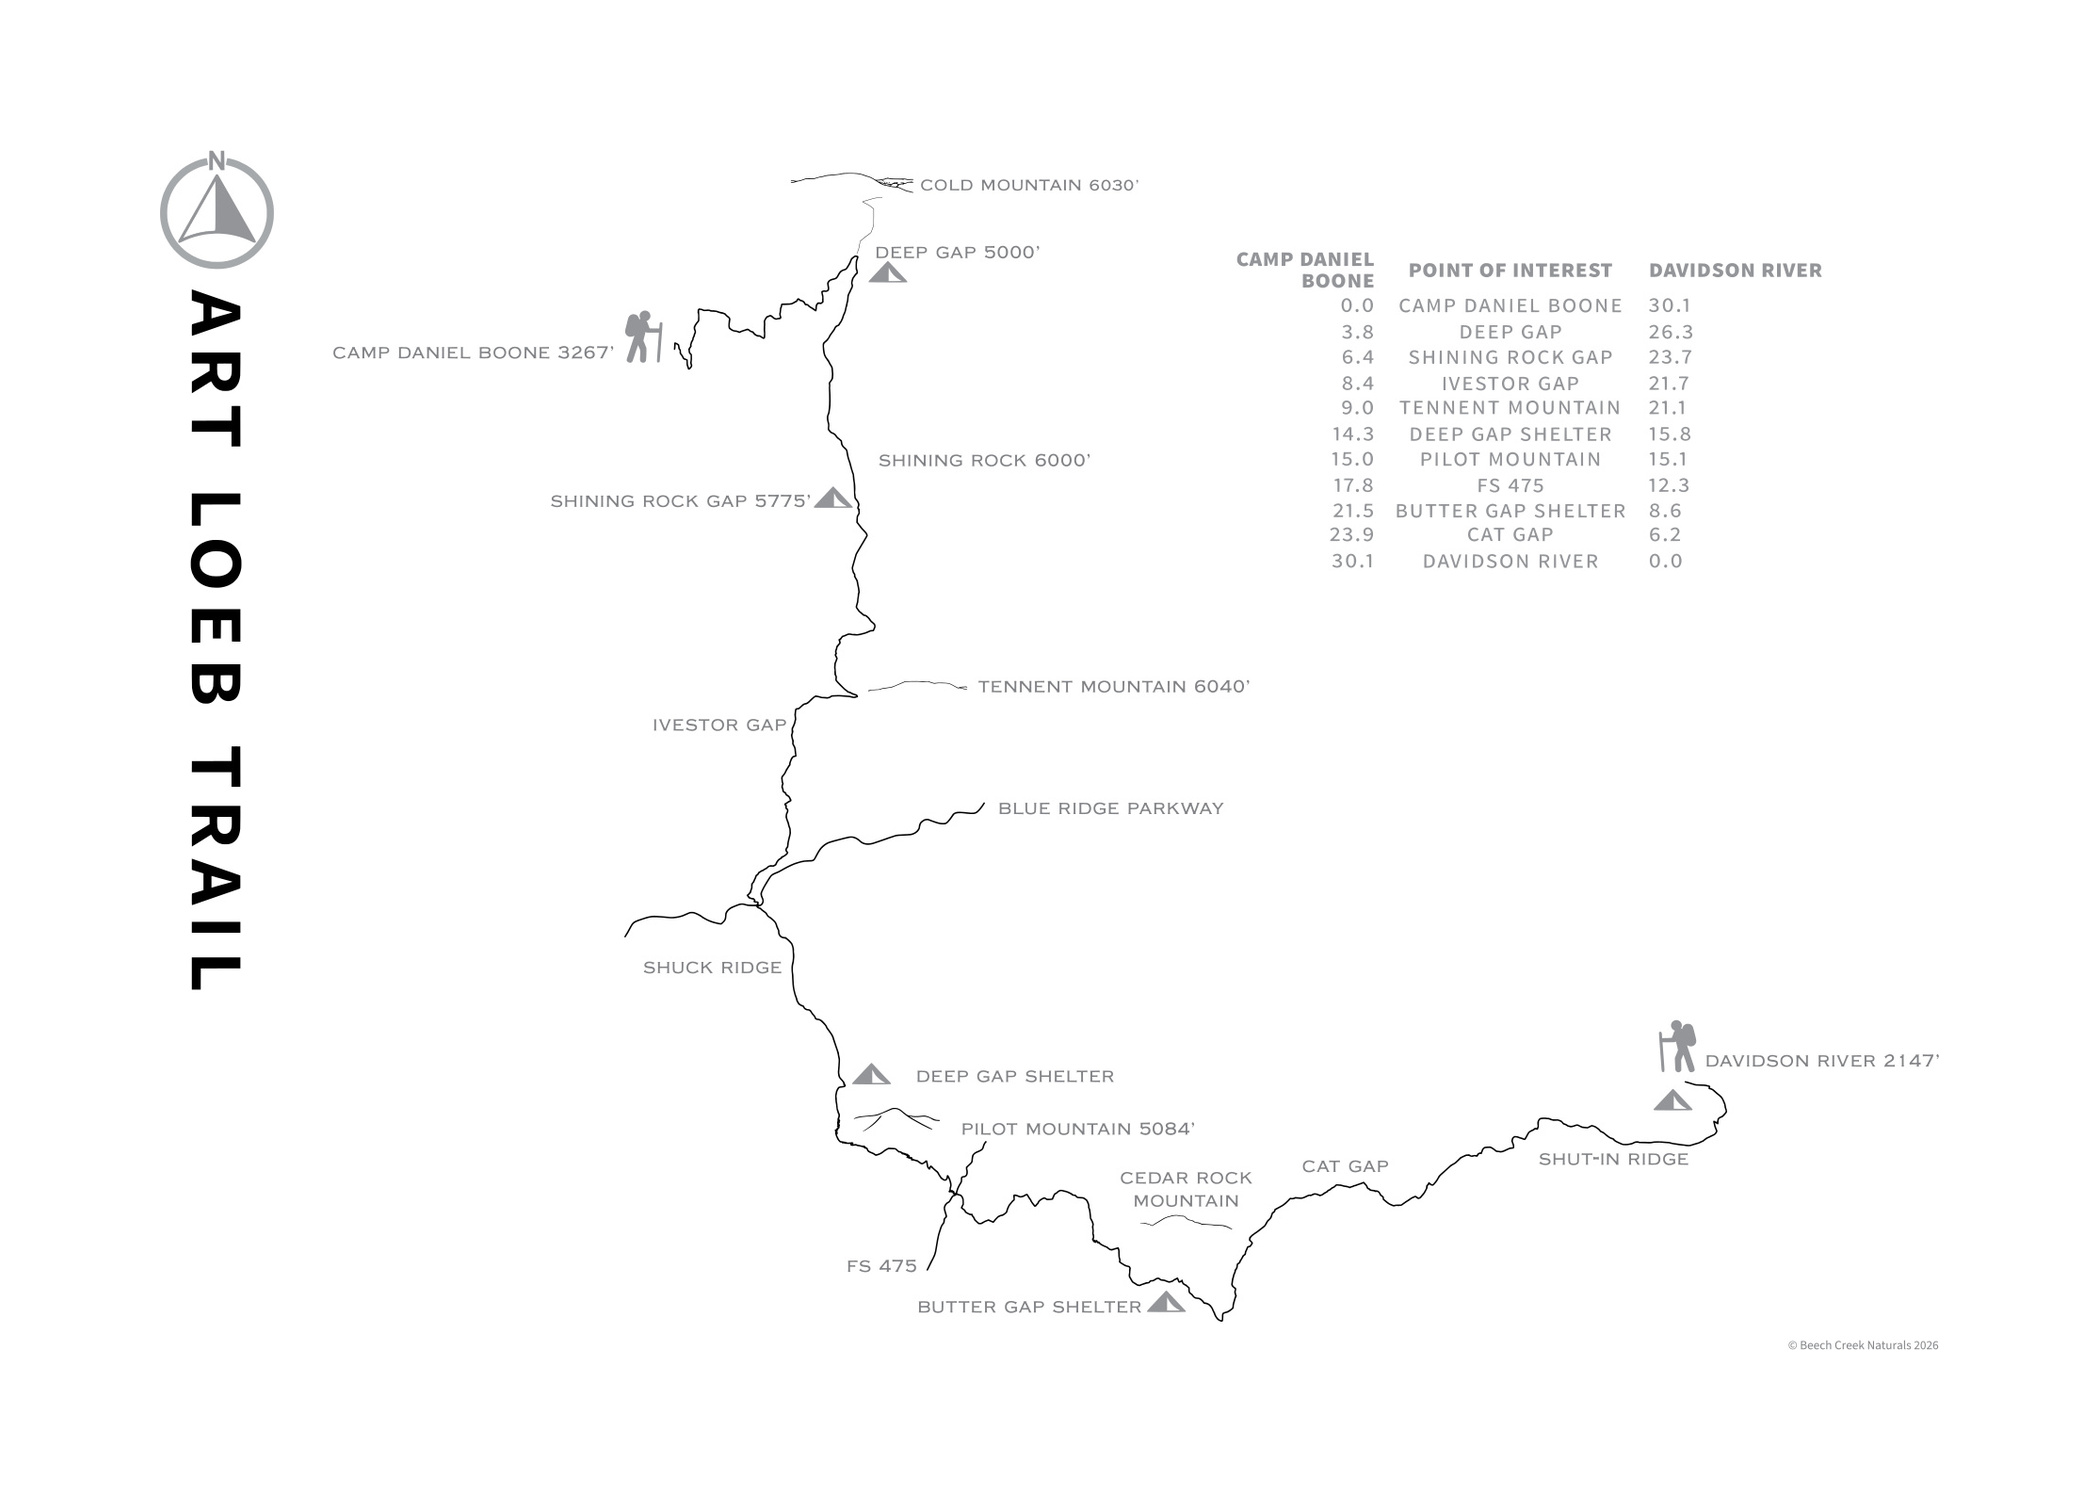 N
ART LOEB TRAIL
COLD MOUNTAIN 6030'
DEEP GAP 5000'
CAMP DANIEL BOONE 3267'
SHINING ROCK 6000'
SHINING ROCK GAP 5775'
TENNENT MOUNTAIN 6040'
IVESTOR GAP
BLUE RIDGE PARKWAY
SHUCK RIDGE
DEEP GAP SHELTER
PILOT MOUNTAIN 5084'
CEDAR ROCK
MOUNTAIN
CAT GAP
FS 475
BUTTER GAP SHELTER
SHUT-IN RIDGE
DAVIDSON RIVER 2147'
CAMP DANIEL
BOONE POINT OF INTEREST DAVIDSON RIVER
0.0 CAMP DANIEL BOONE 30.1
3.8 DEEP GAP 26.3
6.4 SHINING ROCK GAP 23.7
8.4 IVESTOR GAP 21.7
9.0 TENNENT MOUNTAIN 21.1
14.3 DEEP GAP SHELTER 15.8
15.0 PILOT MOUNTAIN 15.1
17.8 FS 475 12.3
21.5 BUTTER GAP SHELTER 8.6
23.9 CAT GAP 6.2
30.1 DAVIDSON RIVER 0.0
© Beech Creek Naturals 2026